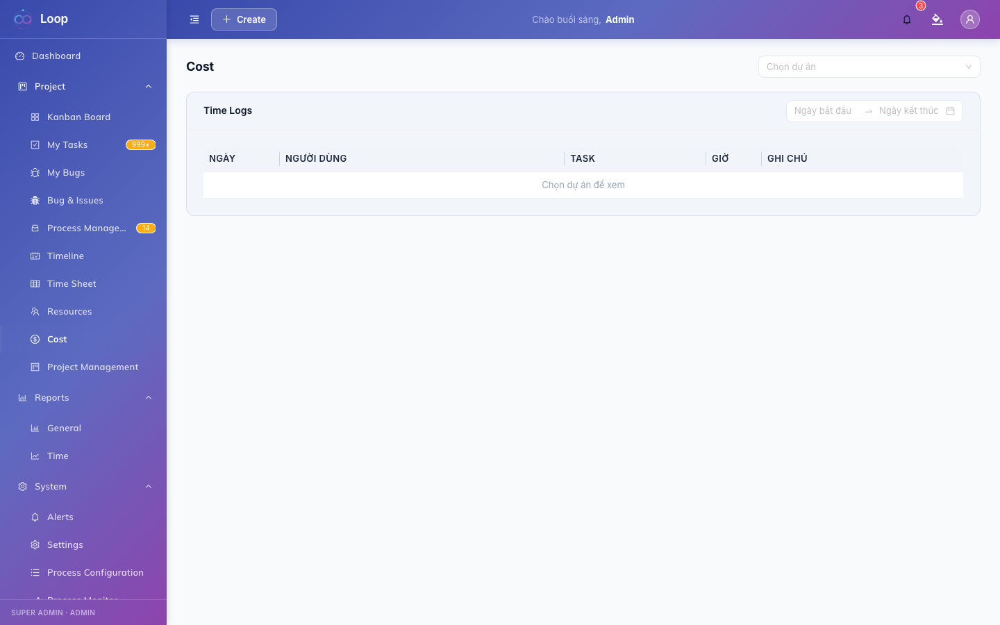 Loop
Create
Chào buổi sáng, Admin
3
Dashboard
Project
Kanban Board
My Tasks 999+
My Bugs
Bug & Issues
Process Manage... 14
Timeline
Time Sheet
Resources
Cost
Project Management
Reports
General
Time
System
Alerts
Settings
Process Configuration
Process Monitor
SUPER ADMIN · ADMIN
Cost
Chọn dự án
Time Logs
Ngày bắt đầu → Ngày kết thúc
NGÀY NGƯỜI DÙNG TASK GIỜ GHI CHÚ
Chọn dự án để xem